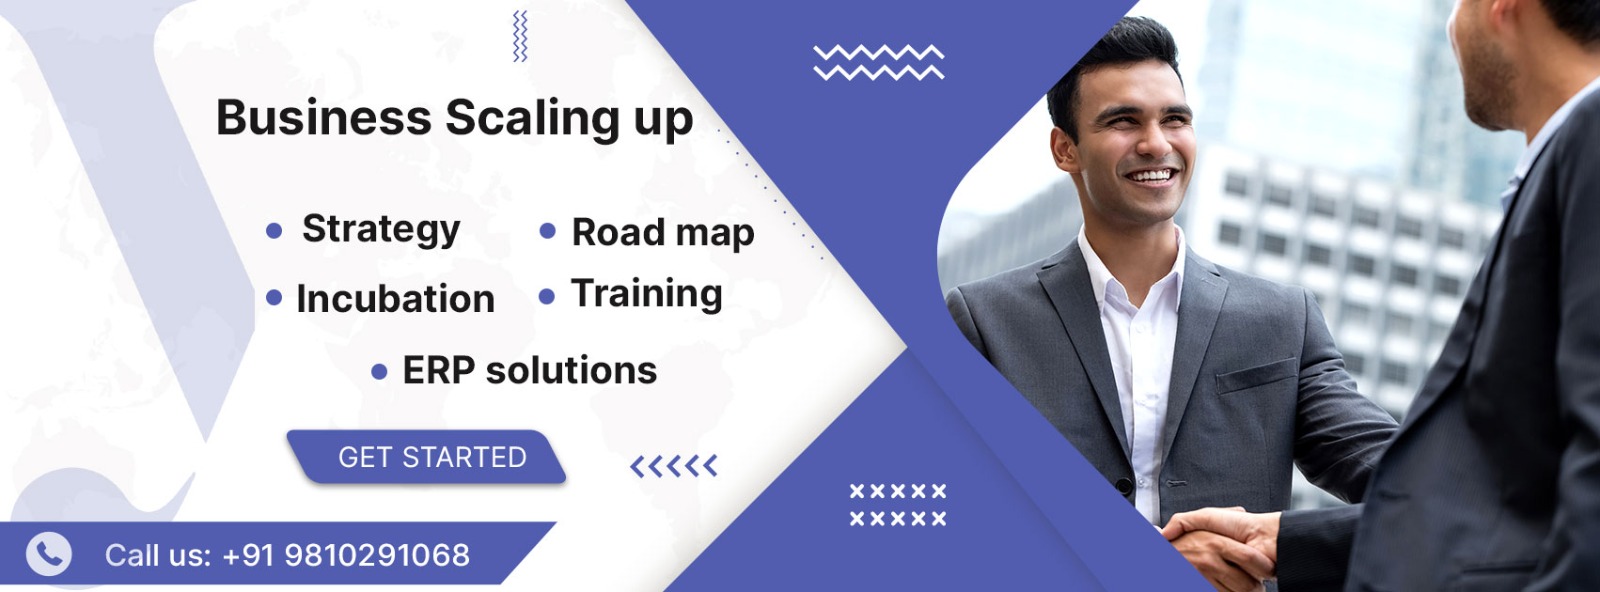 Business Scaling up
Strategy
Road map
Incubation
Training
ERP solutions
GET STARTED
Call us: +91 9810291068